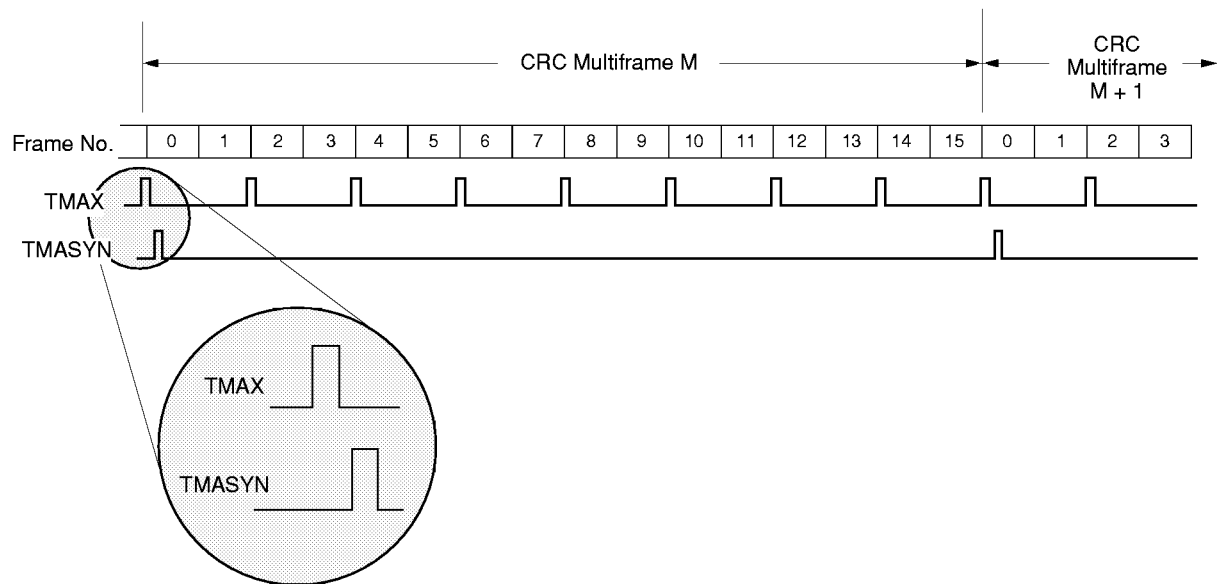 CRC Multiframe M
CRC
Multiframe
M + 1
Frame No. 0 1 2 3 4 5 6 7 8 9 10 11 12 13 14 15 0 1 2 3
TMAX
TMASYN
TMAX
TMASYN